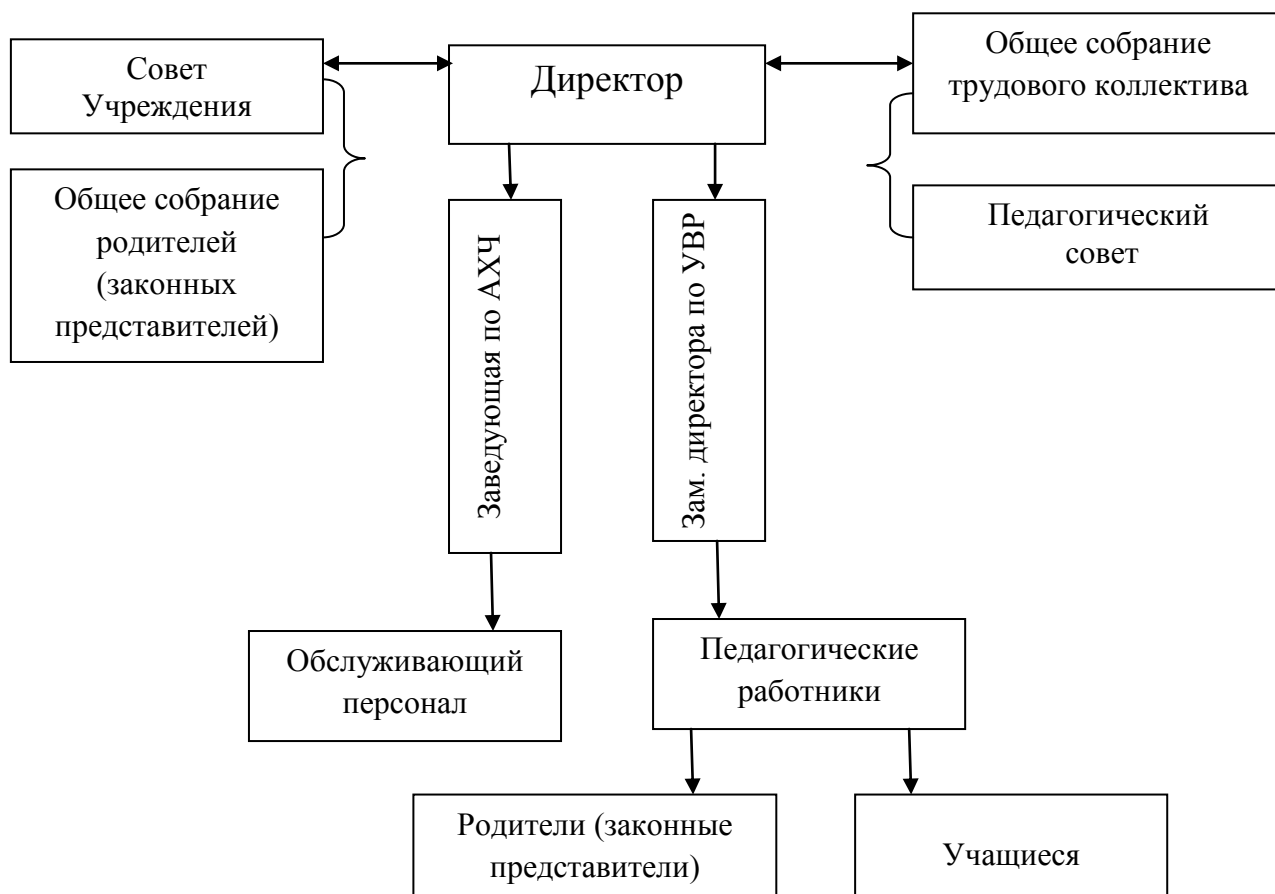 Совет
Учреждения
Директор
Общее собрание
трудового коллектива
Общее собрание
родителей
(законных
представителей)
Заведующая по АХЧ
Зам. директора по УВР
Педагогический
совет
Обслуживающий
персонал
Педагогические
работники
Родители (законные
представители)
Учащиеся